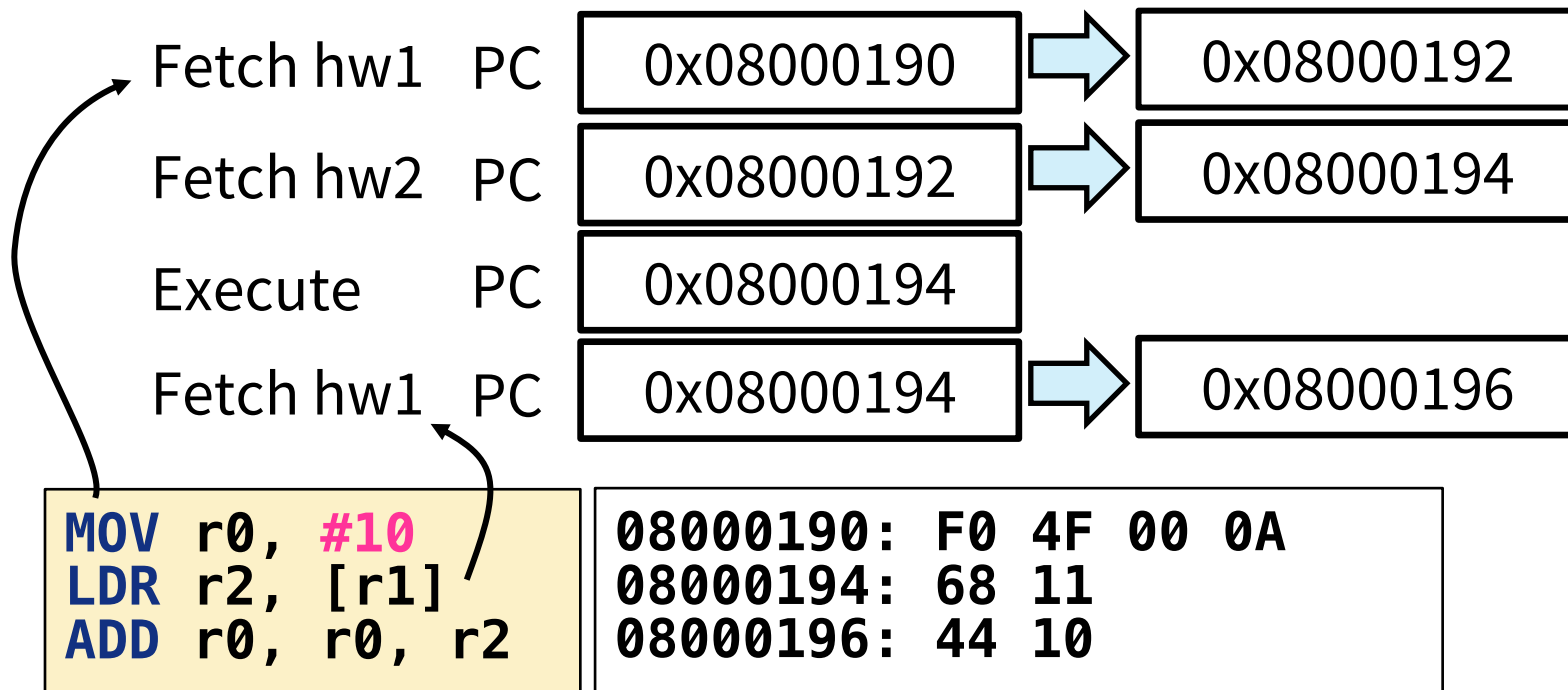 Fetch hw1 PC 0x08000190 0x08000192
Fetch hw2 PC 0x08000192 0x08000194
Execute PC 0x08000194
Fetch hw1 PC 0x08000194 0x08000196
MOV r0, #10
LDR r2, [r1]
ADD r0, r0, r2
08000190: F0 4F 00 0A
08000194: 68 11
08000196: 44 10